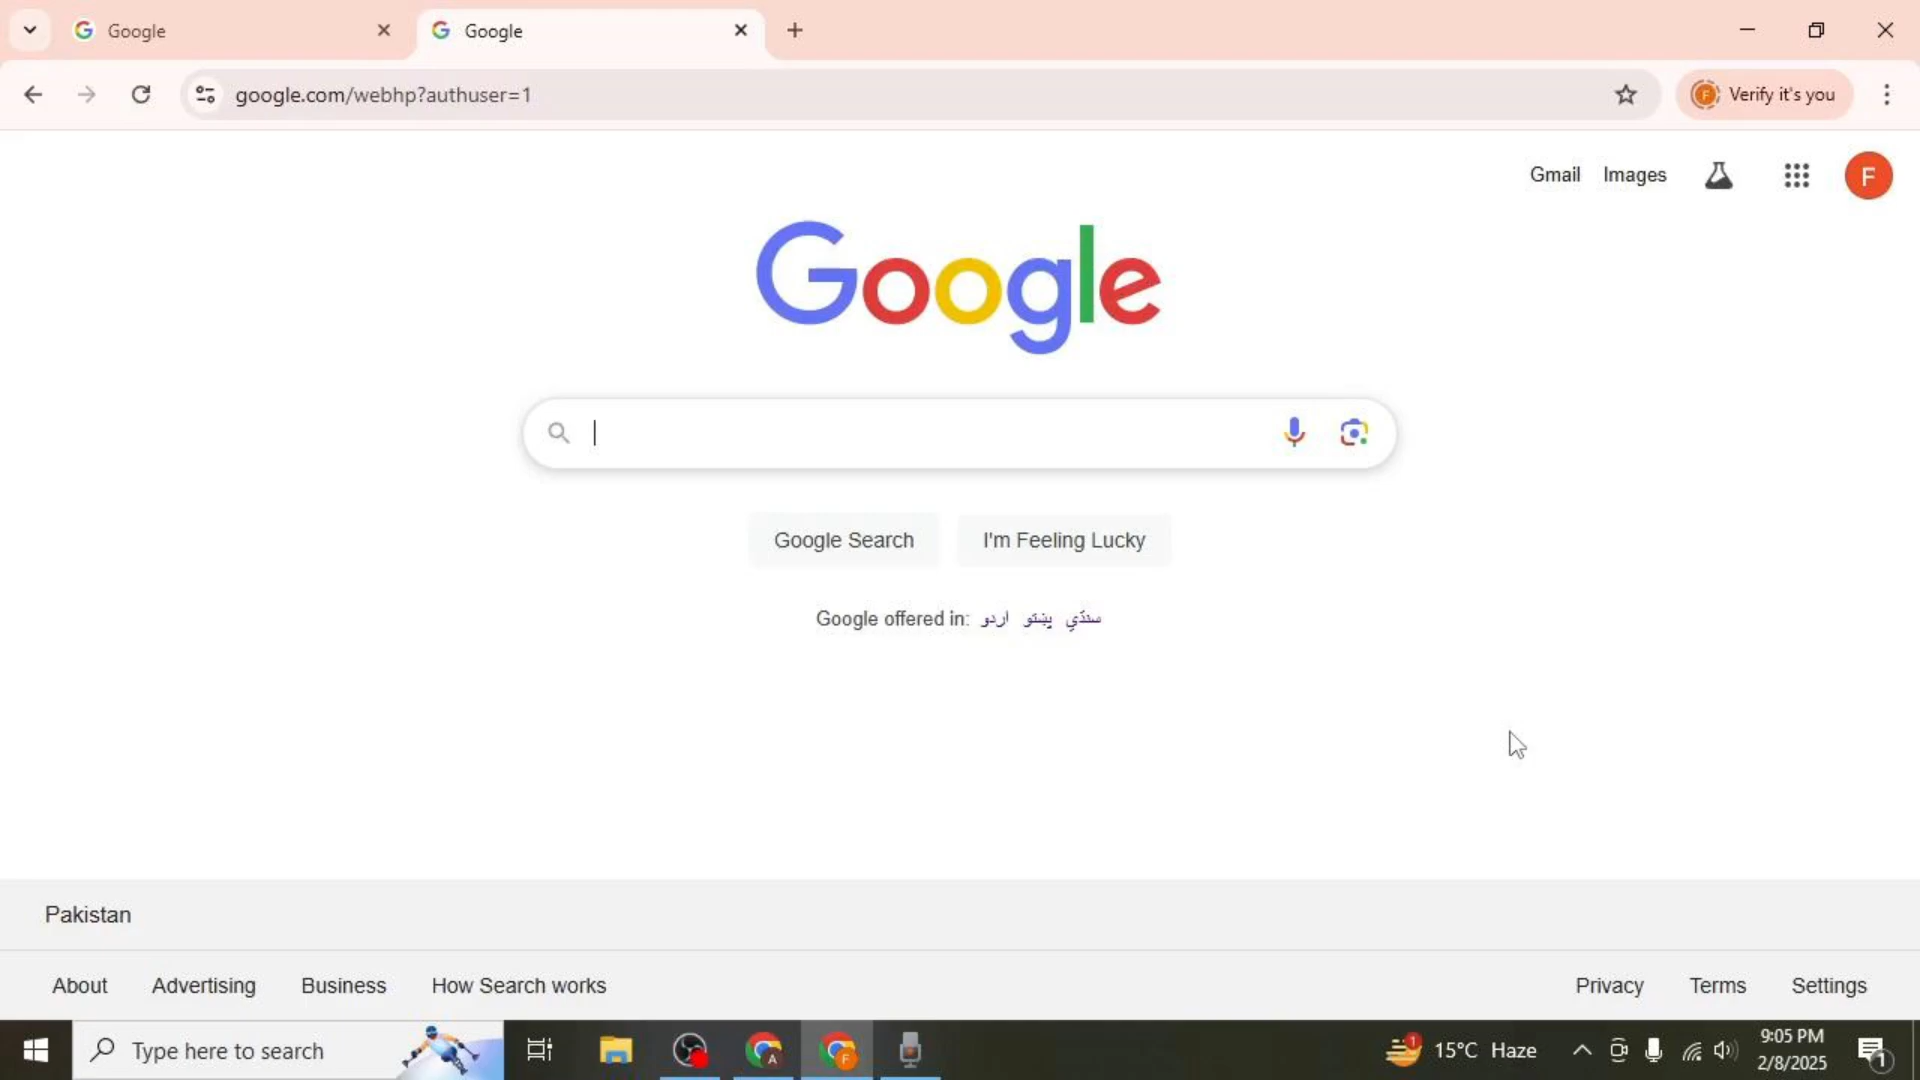 Google
Google
google.com/webhp?authuser=1
Verify it's you
Gmail Images
F
Google
Google Search
I'm Feeling Lucky
Google offered in: اردو پښتو سنڌي
Pakistan
About Advertising Business How Search works
Privacy Terms Settings
Type here to search
15°C Haze
9:05 PM
2/8/2025